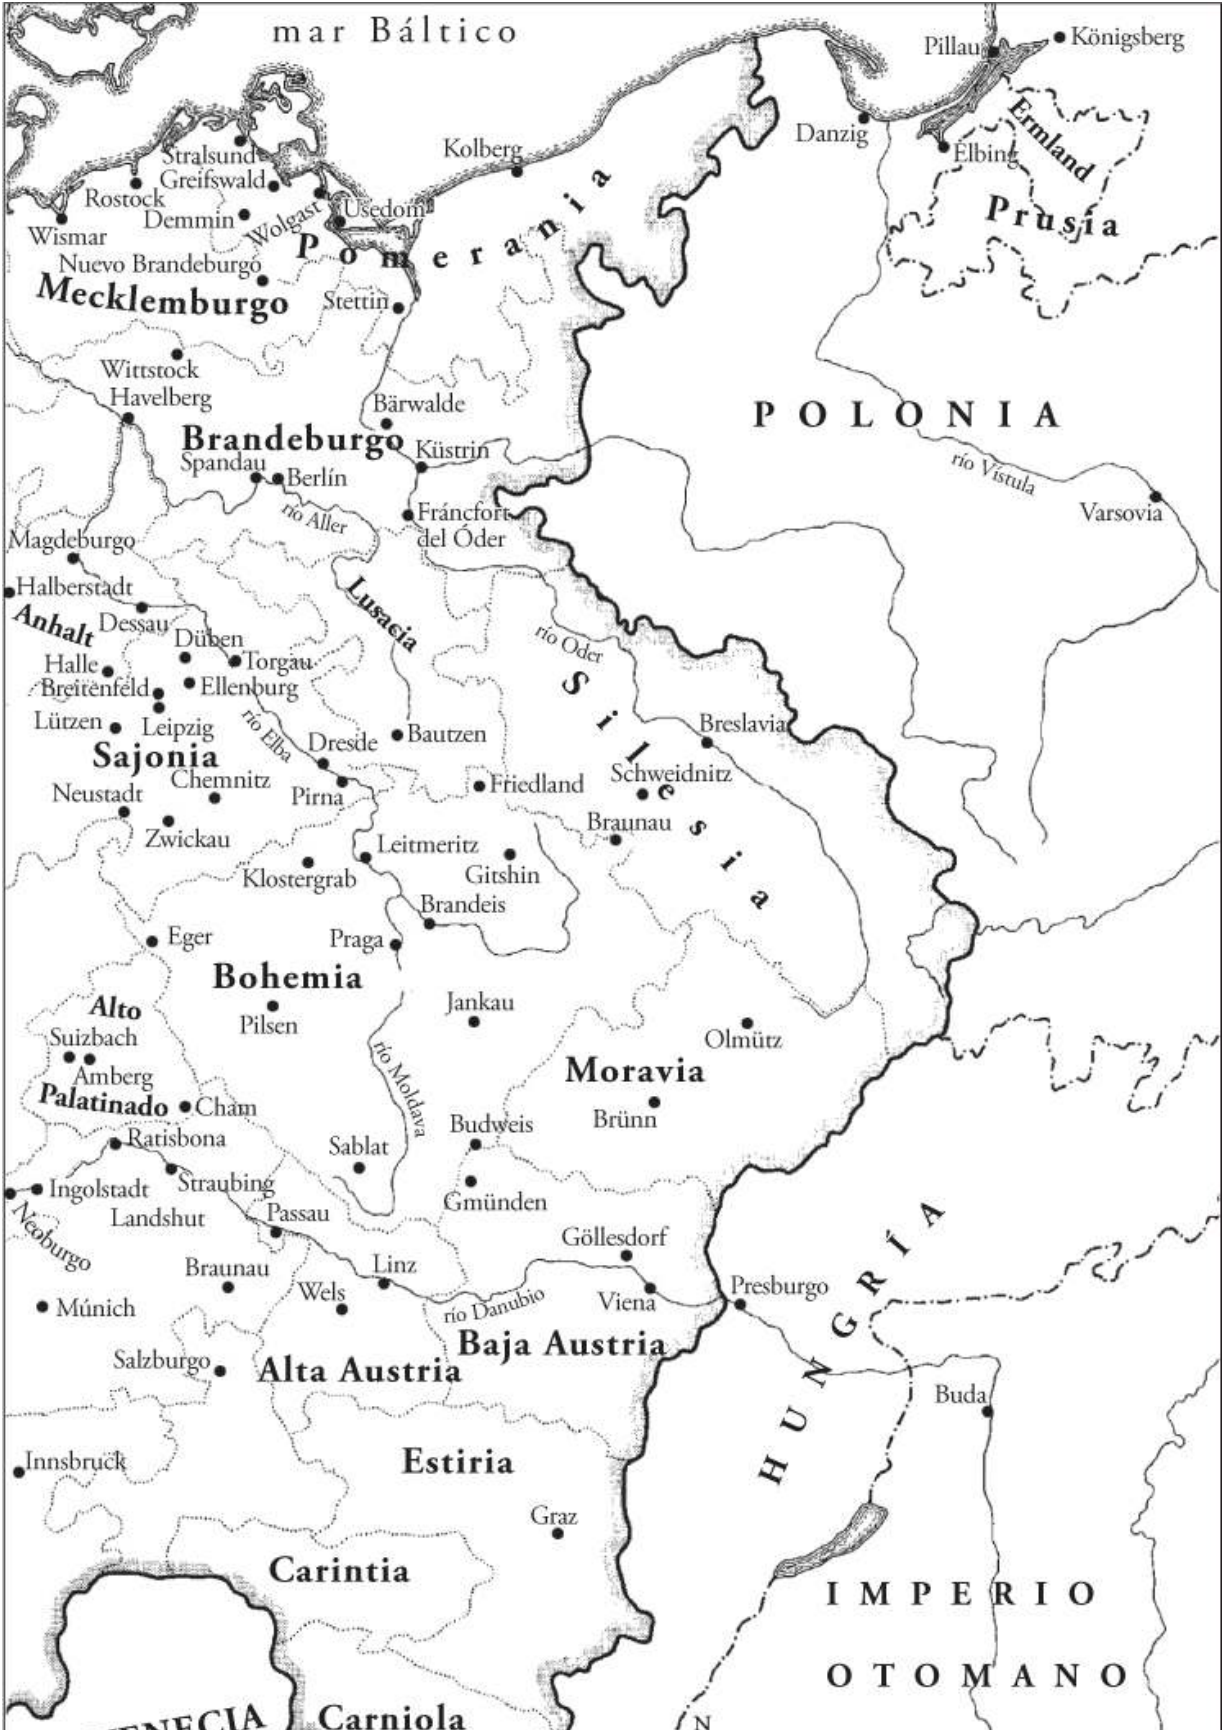 mar Báltico
Pillau
Königsberg
Danzig
Élbing
Ermland
Prusia
Kolberg
Stralsund
Greifswald
Rostock
Demmin
Wolgast
Usedom
Wismar
Pomerania
Nuevo Brandeburgo
Mecklemburgo
Stettin
Wittstock
Havelberg
Bärwalde
POLONIA
Brandeburgo
Küstrin
Spandau
Berlín
río Vístula
Varsovia
río Aller
Fráncfort
del Óder
Magdeburgo
Halberstadt
Anhalt
Dessau
Lusacia
Düben
río Oder
Halle
Torgau
Breitenfeld
Ellenburg
Silesia
Lützen
Leipzig
río Elba
Dresde
Bautzen
Breslavia
Sajonia
Chemnitz
Pirna
Friedland
Schweidnitz
Neustadt
Zwickau
Braunau
Leitmeritz
Klostergrab
Gitshin
Brandeis
Eger
Praga
Bohemia
Alto
Pilsen
Jankau
Suizbach
Olmütz
Amberg
río Moldava
Moravia
Palatinado
Cham
Brünn
Ratisbona
Sablat
Budweis
Ingolstadt
Straubing
Gmünden
Landshut
Passau
Neoburgo
Göllesdorf
HUNGRÍA
Braunau
Linz
Múnich
Wels
río Danubio
Viena
Presburgo
Baja Austria
Salzburgo
Alta Austria
Buda
Innsbruck
Estiria
Graz
Carintia
IMPERIO
OTOMANO
ENECIA
Carniola
N